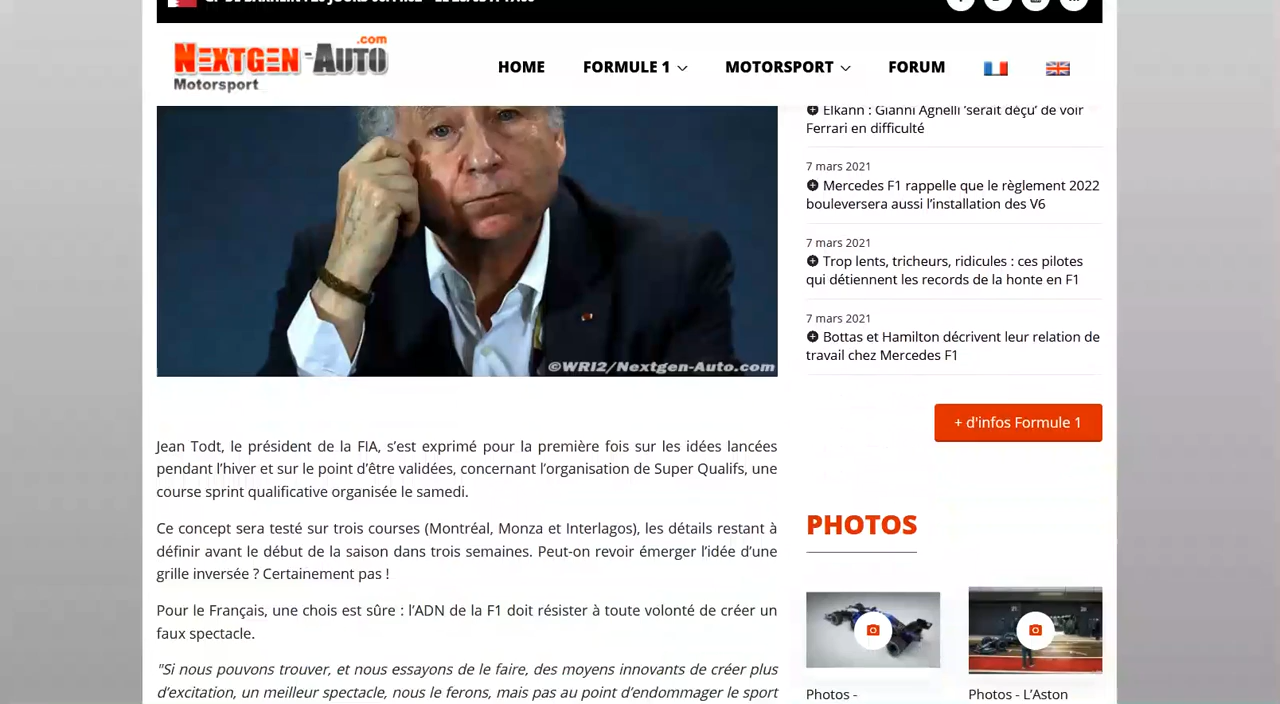 .com
NEXTGEN-AUTO
Motorsport
HOME
FORMULE 1
MOTORSPORT
FORUM
©WRI2/Nextgen-Auto.com
Jean Todt, le président de la FIA, s’est exprimé pour la première fois sur les idées lancées
pendant l’hiver et sur le point d’être validées, concernant l’organisation de Super Qualifs, une
course sprint qualificative organisée le samedi.
Ce concept sera testé sur trois courses (Montréal, Monza et Interlagos), les détails restant à
définir avant le début de la saison dans trois semaines. Peut-on revoir émerger l’idée d’une
grille inversée ? Certainement pas !
Pour le Français, une chois est sûre : l’ADN de la F1 doit résister à toute volonté de créer un
faux spectacle.
"Si nous pouvons trouver, et nous essayons de le faire, des moyens innovants de créer plus
d’excitation, un meilleur spectacle, nous le ferons, mais pas au point d’endommager le sport
Elkann : Gianni Agnelli ‘serait déçu’ de voir
Ferrari en difficulté
7 mars 2021
Mercedes F1 rappelle que le règlement 2022
bouleversera aussi l’installation des V6
7 mars 2021
Trop lents, tricheurs, ridicules : ces pilotes
qui détiennent les records de la honte en F1
7 mars 2021
Bottas et Hamilton décrivent leur relation de
travail chez Mercedes F1
+ d'infos Formule 1
PHOTOS
Photos -
Photos - L’Aston